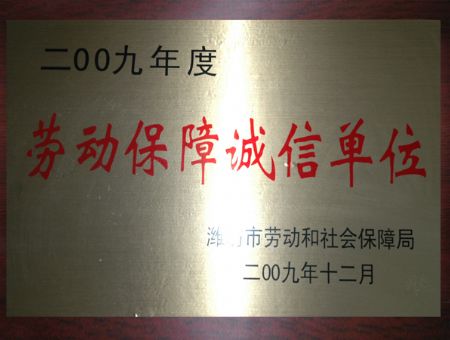 二00九年度
劳动保障诚信单位
潍坊市劳动和社会保障局
二00九年十二月